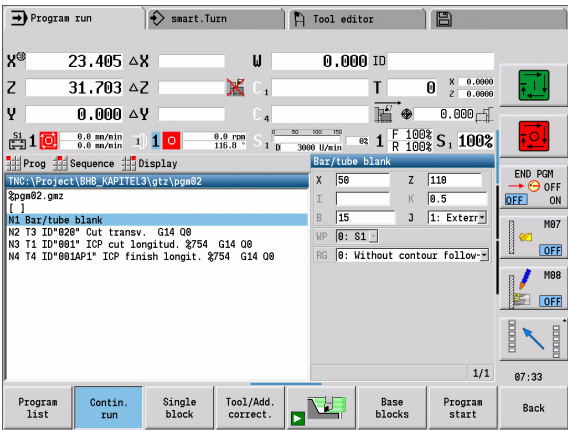 Program run
smart.Turn
Tool editor
X 23.405 ΔX W 0.000 ID
Z 31.703 ΔZ C 1 T 0 X 0.0000 Z 0.0000
Y 0.000 ΔY C 4 0.000
S1 1 0.0 mm/min 0.0 mm/min 1 0.0 rpm 116.8 ° S 1 0 50 100 150 0% D 3000 U/min 1 F 100% R 100% S 1 100%
Prog Sequence Display
TNC:\Project\BHB_KAPITEL3\gtz\pgm02
%pgm02.gmz
[ ]
N1 Bar/tube blank
N2 T3 ID"020" Cut transv. G14 Q0
N3 T1 ID"001" ICP cut longitud. %754 G14 Q0
N4 T4 ID"001AP1" ICP finish longit. %754 G14 Q0
Bar/tube blank
X 50 Z 110
I K 0.5
B 15 J 1: Extern
WP 0: S1
RG 0: Without contour follow-
1/1
END PGM
OFF
OFF ON
M07
OFF
M08
OFF
07:33
Program list
Contin. run
Single block
Tool/Add. correct.
Base blocks
Program start
Back